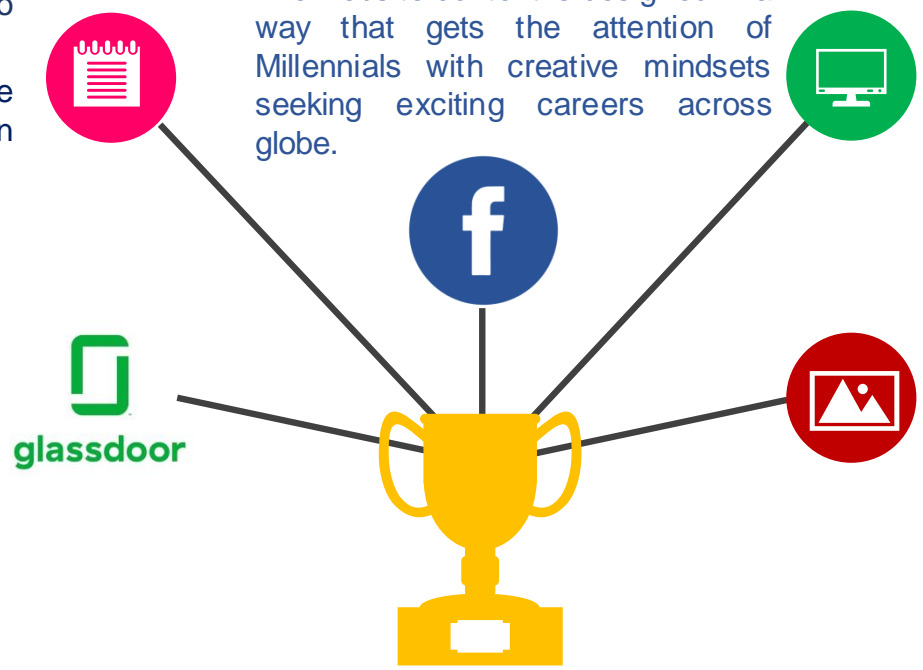 o
e
n
way that gets the attention of
Millennials with creative mindsets
seeking exciting careers across
globe.
f
glassdoor